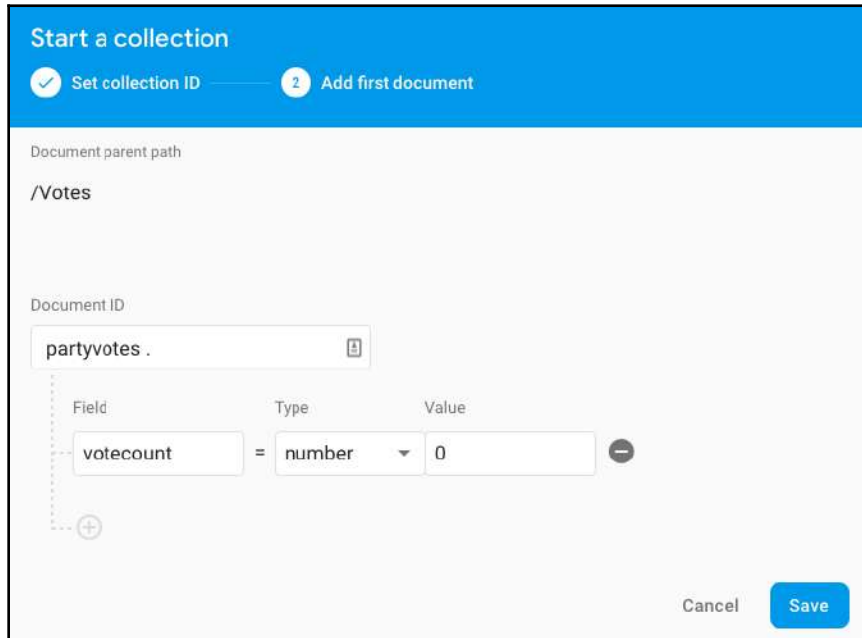 Start a collection
Set collection ID 2 Add first document
Document parent path
/Votes
Document ID
partyvotes .
Field Type Value
votecount = number 0
Cancel Save